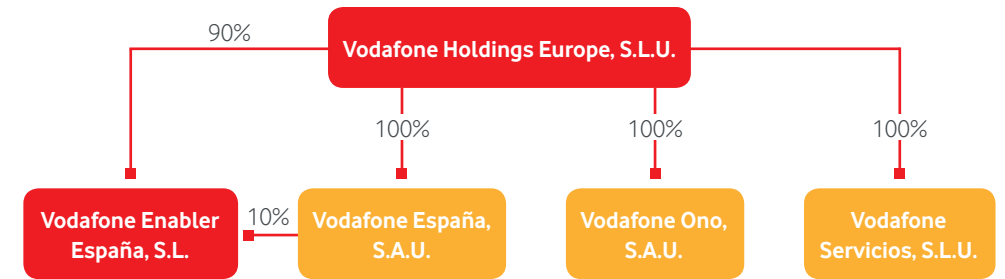 90%
Vodafone Holdings Europe, S.L.U.
100%
100%
100%
Vodafone Enabler
España, S.L.
10%
Vodafone España,
S.A.U.
Vodafone Ono,
S.A.U.
Vodafone
Servicios, S.L.U.